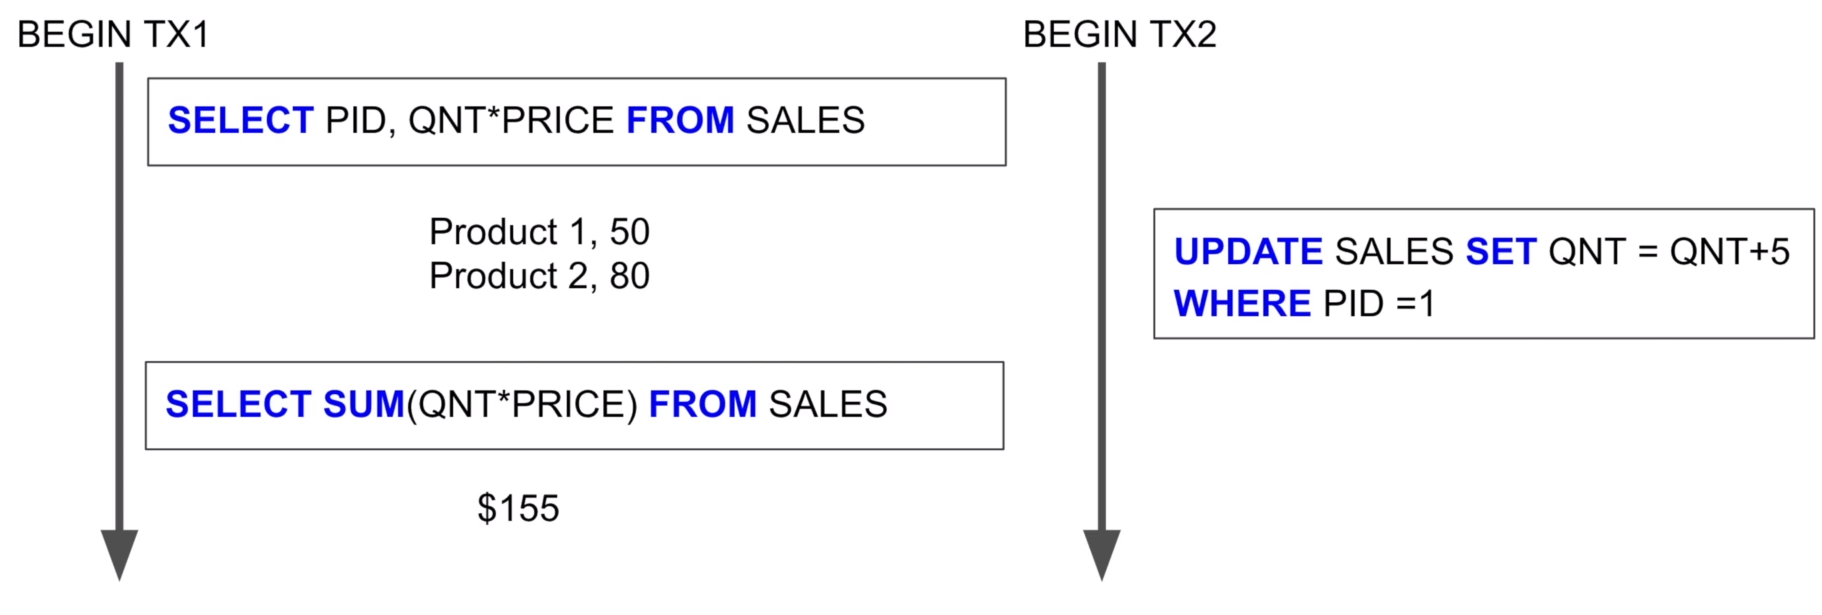 BEGIN TX1
SELECT PID, QNT*PRICE FROM SALES
Product 1, 50
Product 2, 80
SELECT SUM(QNT*PRICE) FROM SALES
$155
BEGIN TX2
UPDATE SALES SET QNT = QNT+5
WHERE PID =1